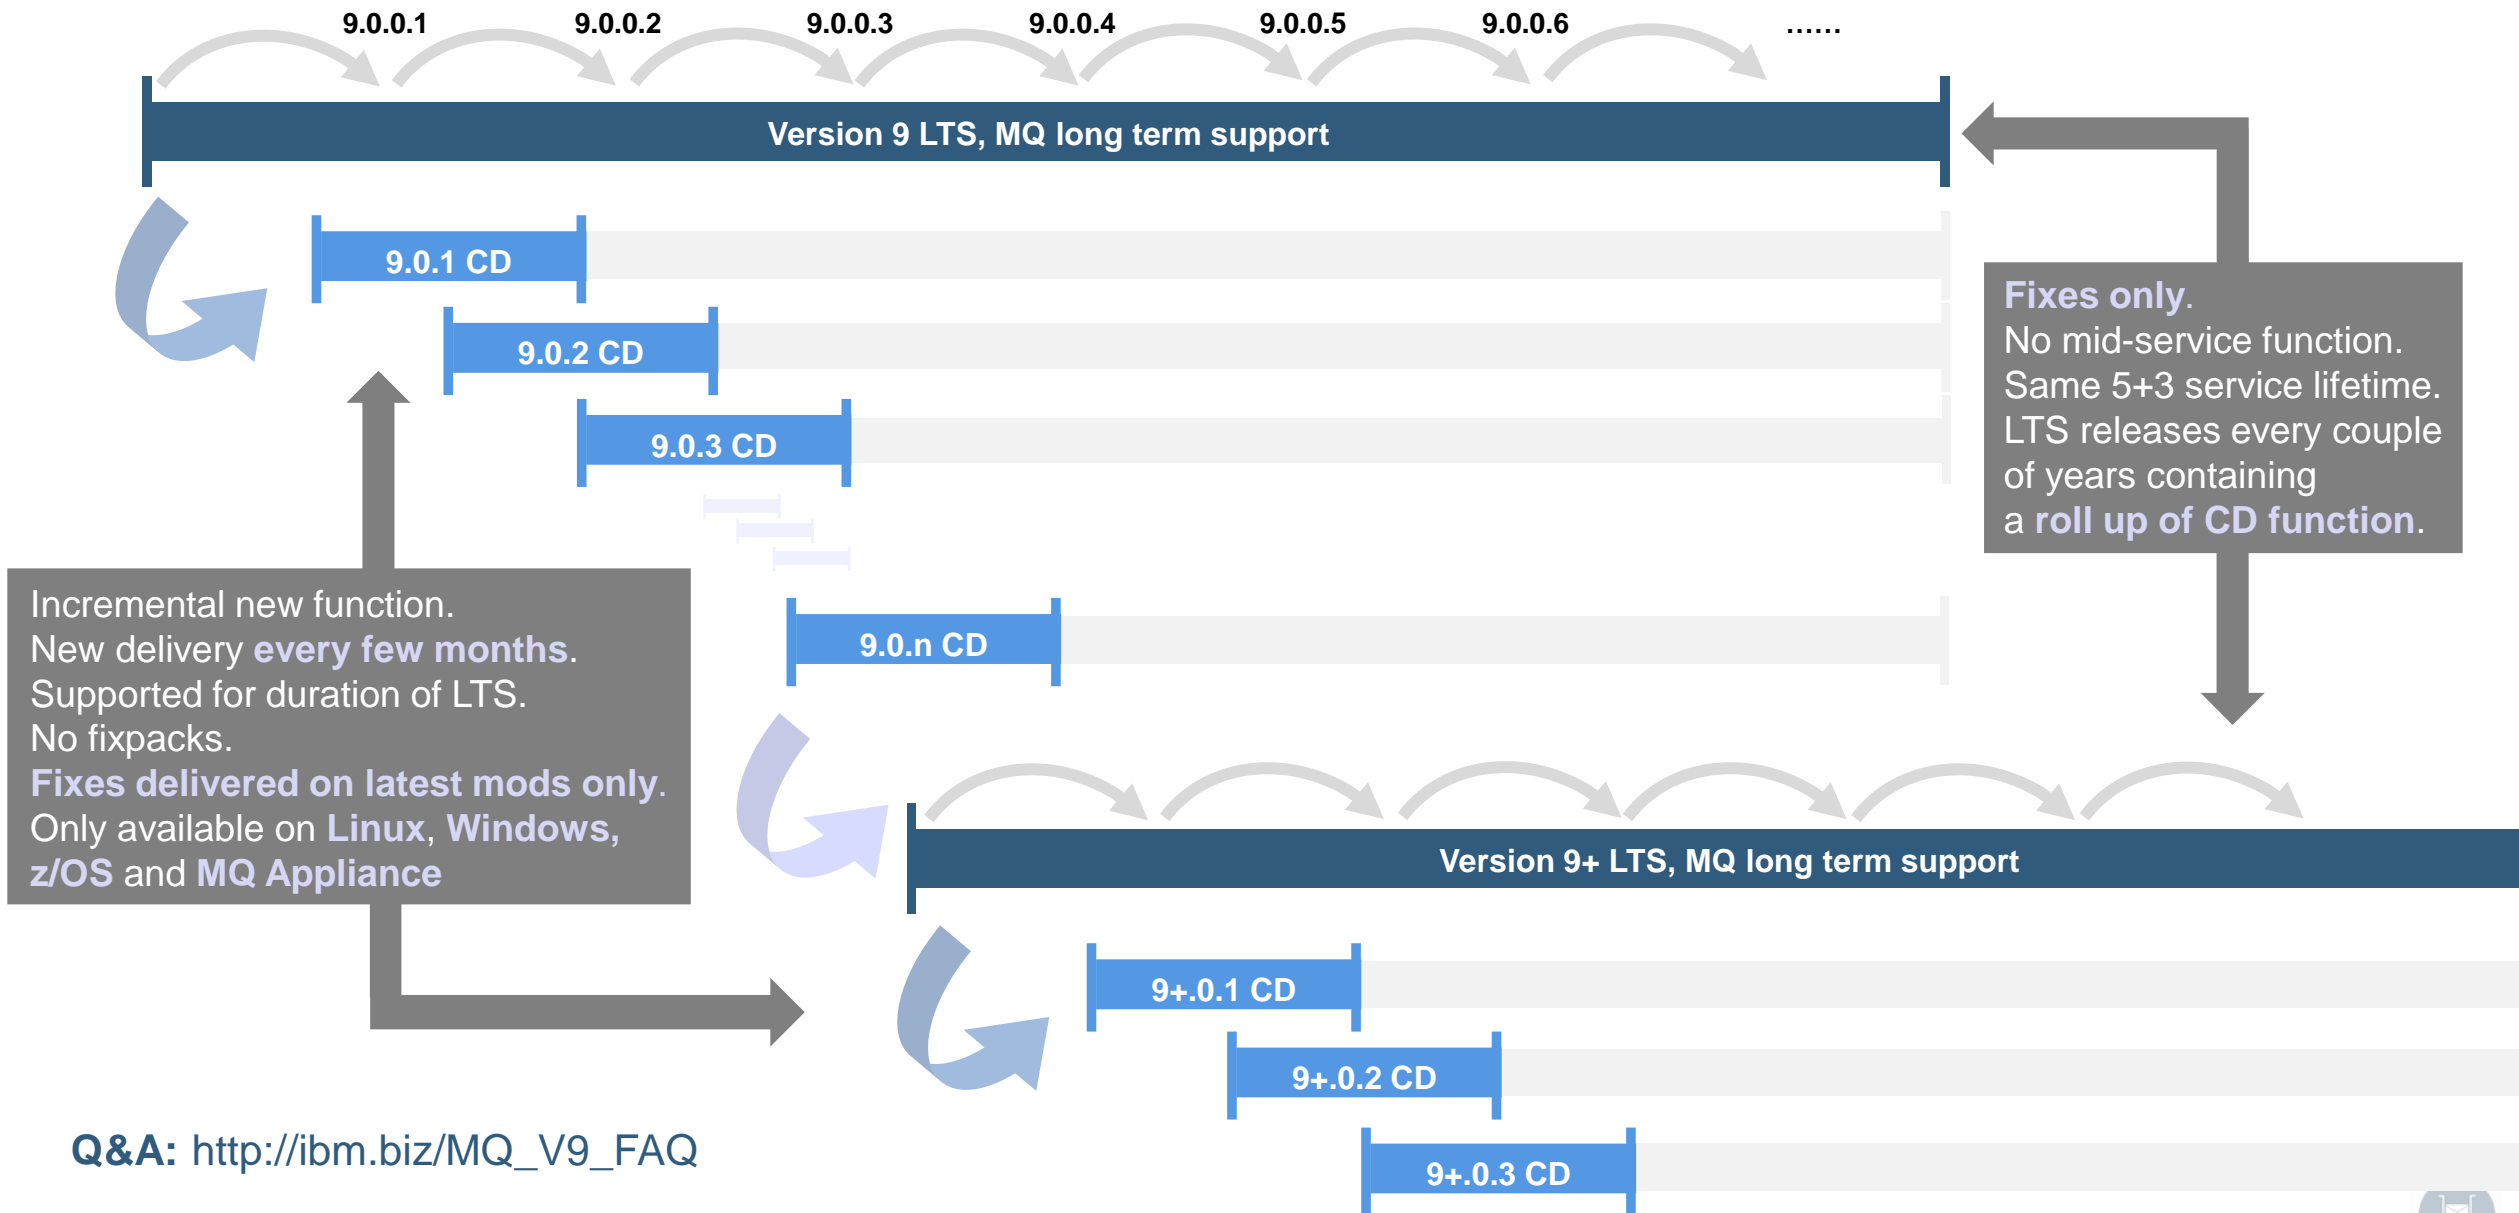 9.0.0.1 9.0.0.2 9.0.0.3 9.0.0.4 9.0.0.5 9.0.0.6 ......
Version 9 LTS, MQ long term support
9.0.1 CD
9.0.2 CD
9.0.3 CD
9.0.n CD
Fixes only.
No mid-service function.
Same 5+3 service lifetime.
LTS releases every couple
of years containing
a roll up of CD function.
Incremental new function.
New delivery every few months.
Supported for duration of LTS.
No fixpacks.
Fixes delivered on latest mods only.
Only available on Linux, Windows,
z/OS and MQ Appliance
Version 9+ LTS, MQ long term support
9+.0.1 CD
9+.0.2 CD
9+.0.3 CD
Q&A: http://ibm.biz/MQ_V9_FAQ